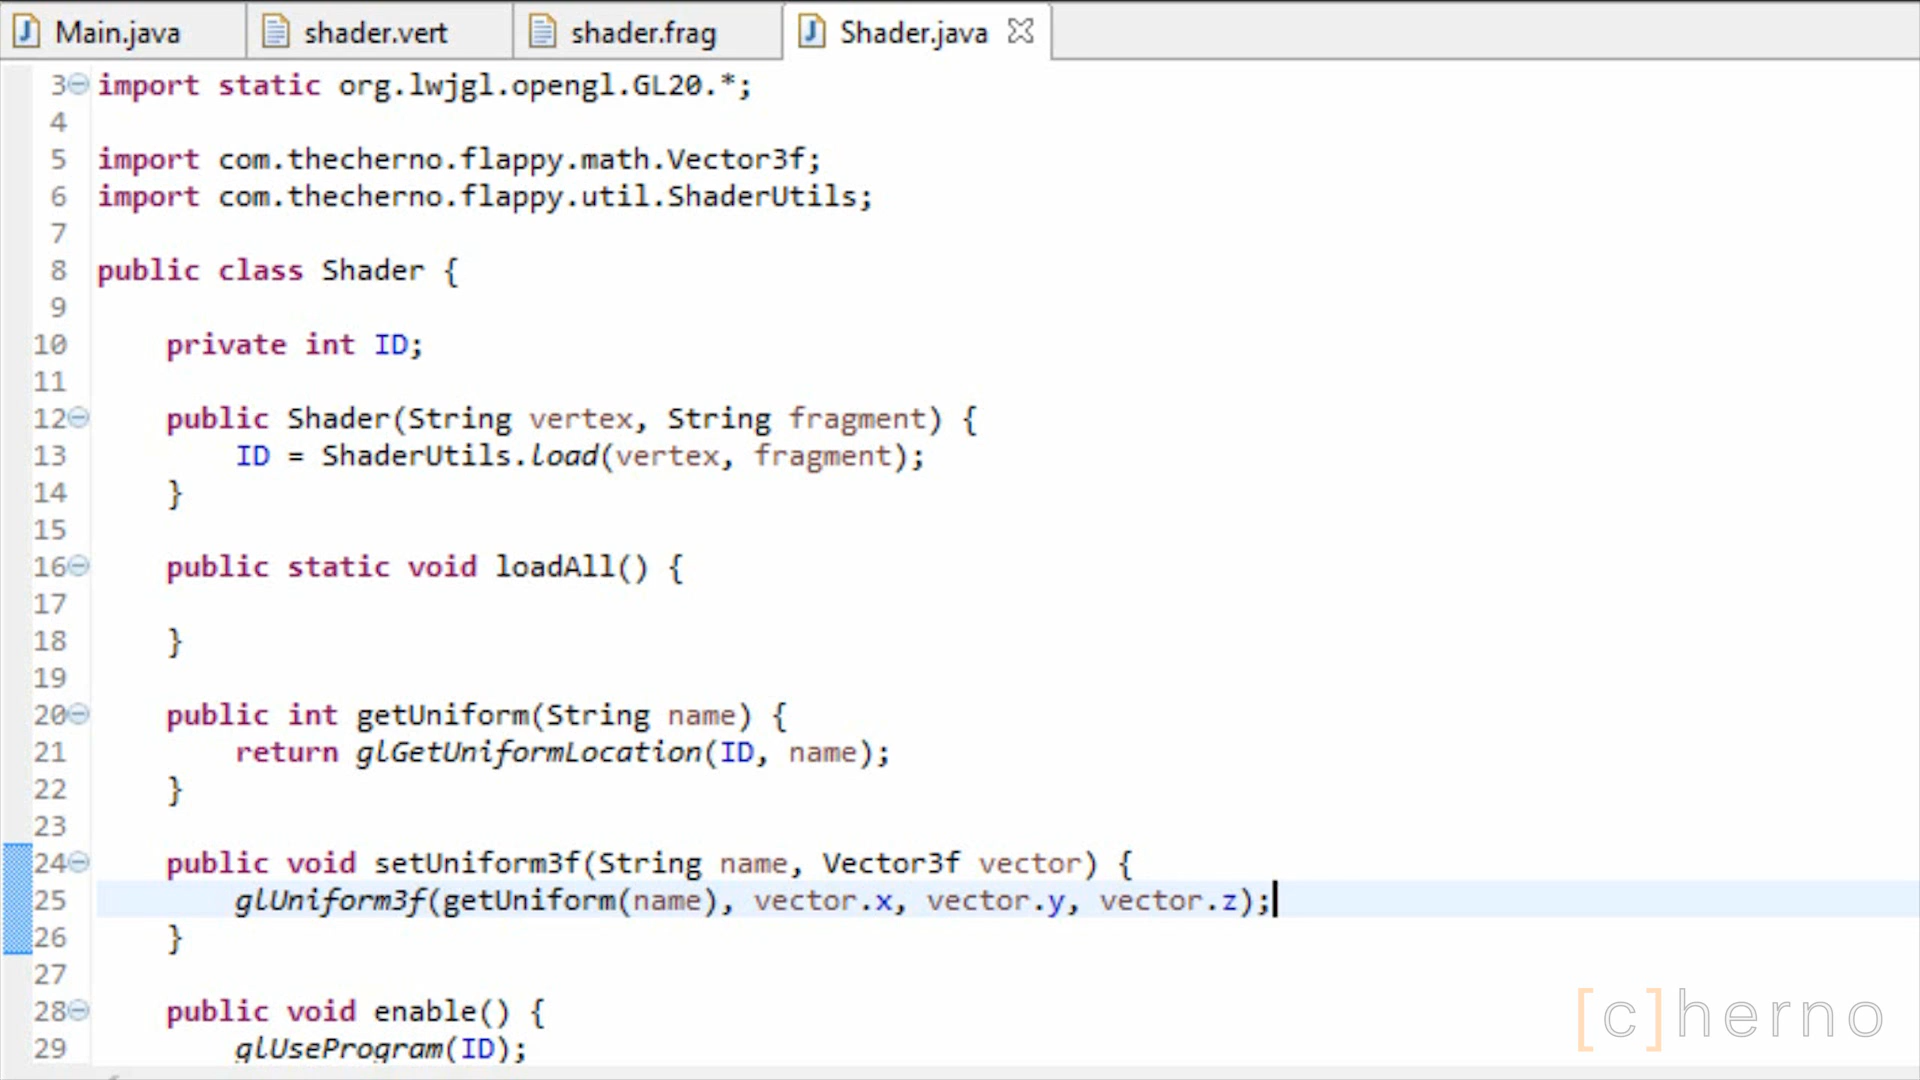 Main.java shader.vert shader.frag Shader.java
3 import static org.lwjgl.opengl.GL20.*;
4
5 import com.thecherno.flappy.math.Vector3f;
6 import com.thecherno.flappy.util.ShaderUtils;
7
8 public class Shader {
9
10 private int ID;
11
12 public Shader(String vertex, String fragment) {
13 ID = ShaderUtils.load(vertex, fragment);
14 }
15
16 public static void loadAll() {
17
18 }
19
20 public int getUniform(String name) {
21 return glGetUniformLocation(ID, name);
22 }
23
24 public void setUniform3f(String name, Vector3f vector) {
25 glUniform3f(getUniform(name), vector.x, vector.y, vector.z);
26 }
27
28 public void enable() {
29 glUseProgram(ID);
[c]herno